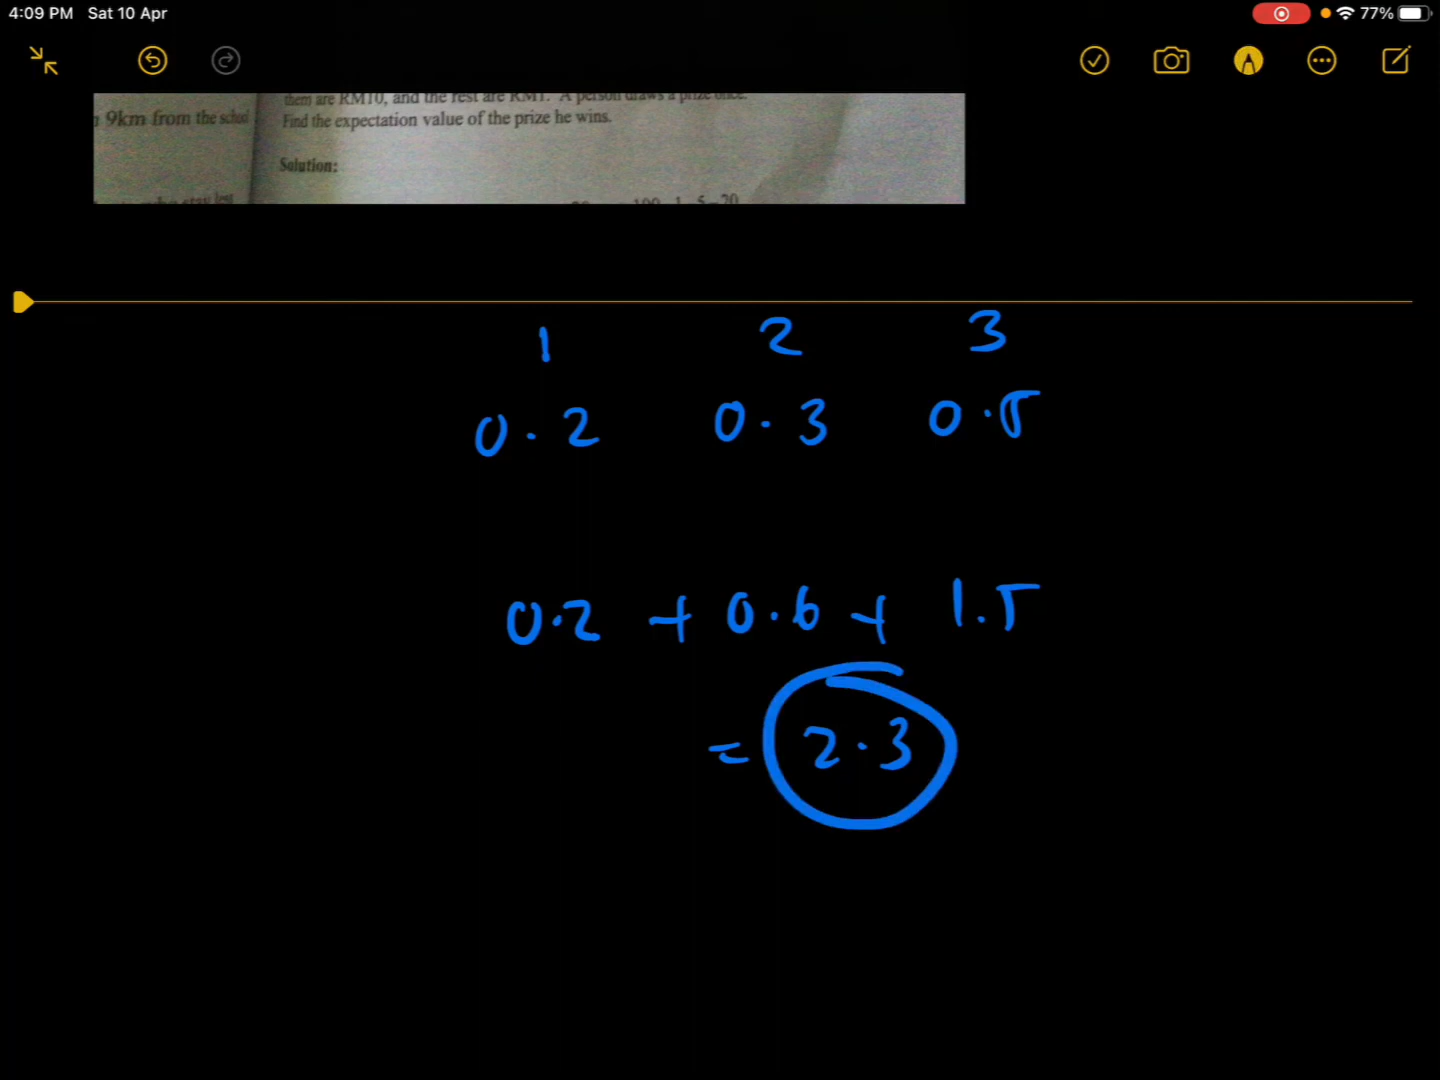 4:09 PM Sat 10 Apr 77%
them are RM10, and the rest are RM1. A person draws a prize once.
9km from the school
Find the expectation value of the prize he wins.
Solution:
1 2 3
0.2 0.3 0.5
0.2 + 0.6 + 1.5
= 2.3